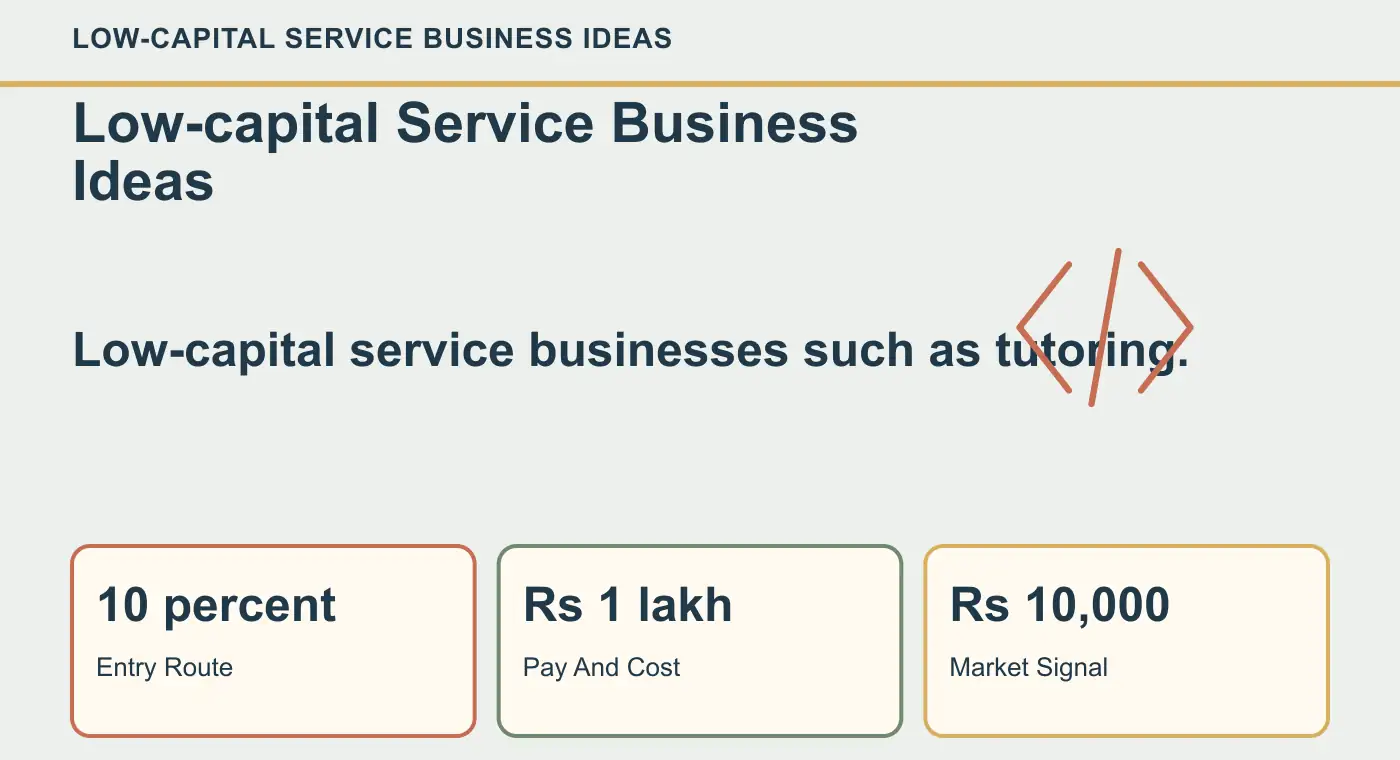 LOW-CAPITAL SERVICE BUSINESS IDEAS
Low-capital Service Business
Ideas
Low-capital service businesses such as tutoring.
10 percent
Entry Route
Rs 1 lakh
Pay And Cost
Rs 10,000
Market Signal